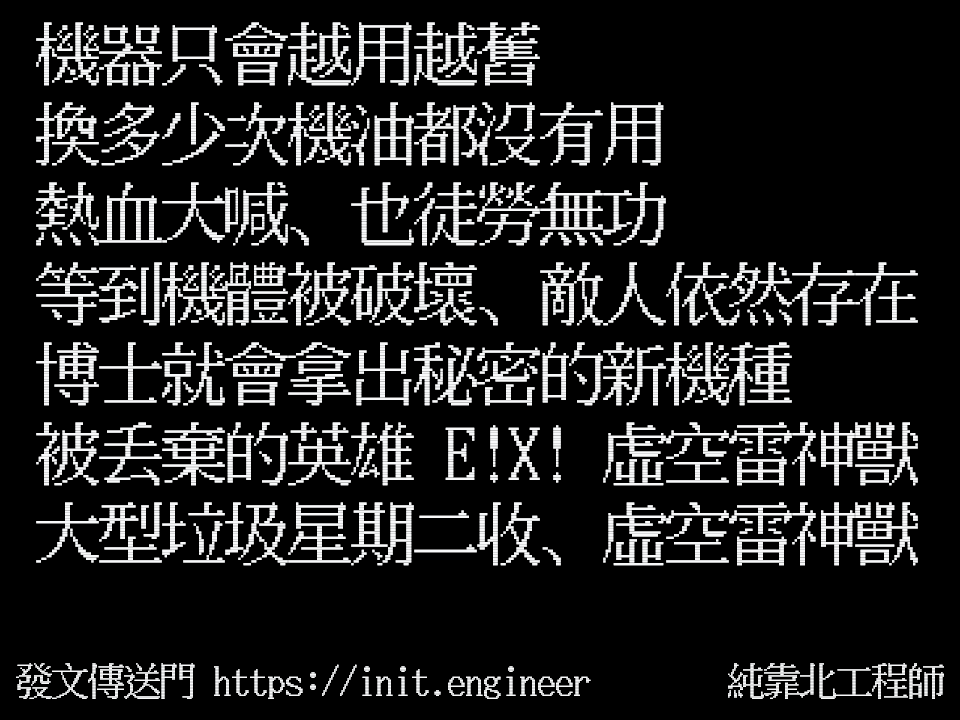 機器只會越用越舊
換多少次機油都沒有用
熱血大喊、也徒勞無功
等到機體被破壞、敵人依然存在
博士就會拿出秘密的新機種
被丟棄的英雄 E!X! 虛空雷神獸
大型垃圾星期二收、虛空雷神獸
發文傳送門 https://init.engineer 純靠北工程師